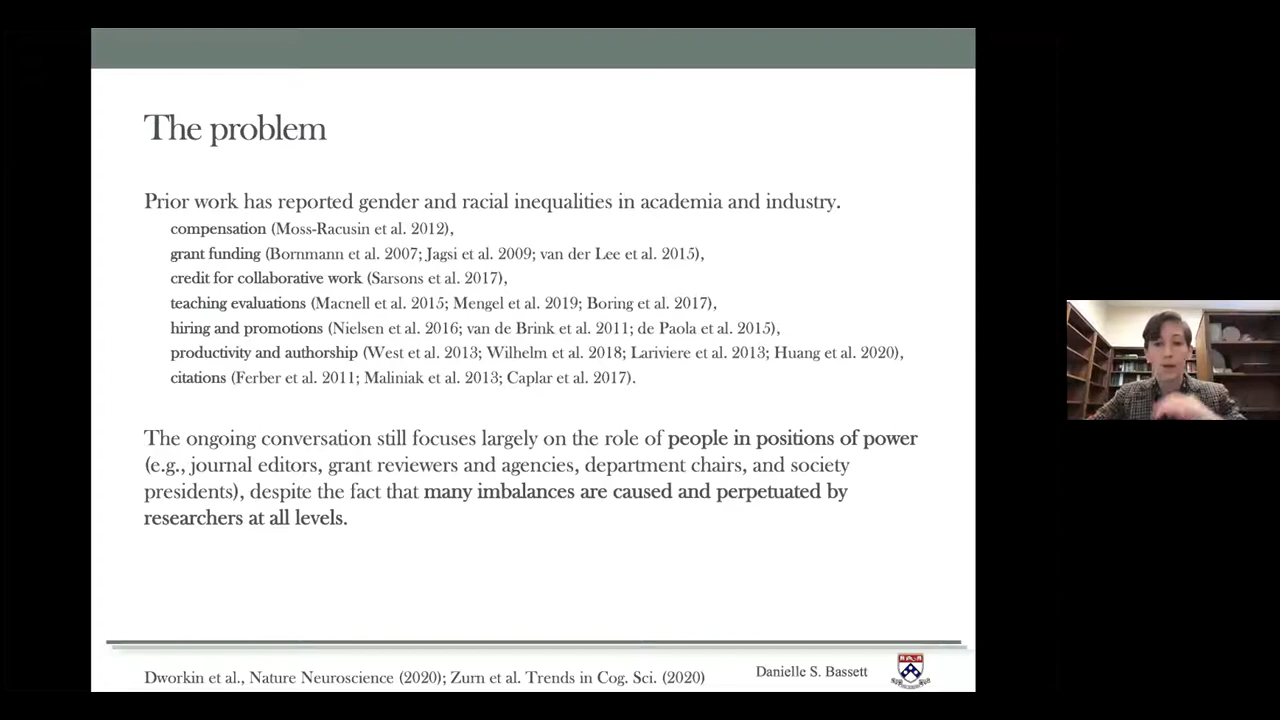 The problem
Prior work has reported gender and racial inequalities in academia and industry.
compensation (Moss-Racusin et al. 2012),
grant funding (Bornmann et al. 2007; Jagsi et al. 2009; van der Lee et al. 2015),
credit for collaborative work (Sarsons et al. 2017),
teaching evaluations (Macnell et al. 2015; Mengel et al. 2019; Boring et al. 2017),
hiring and promotions (Nielsen et al. 2016; van de Brink et al. 2011; de Paola et al. 2015),
productivity and authorship (West et al. 2013; Wilhelm et al. 2018; Lariviere et al. 2013; Huang et al. 2020),
citations (Ferber et al. 2011; Maliniak et al. 2013; Caplar et al. 2017).
The ongoing conversation still focuses largely on the role of people in positions of power
(e.g., journal editors, grant reviewers and agencies, department chairs, and society
presidents), despite the fact that many imbalances are caused and perpetuated by
researchers at all levels.
Dworkin et al., Nature Neuroscience (2020); Zurn et al. Trends in Cog. Sci. (2020)
Danielle S. Bassett